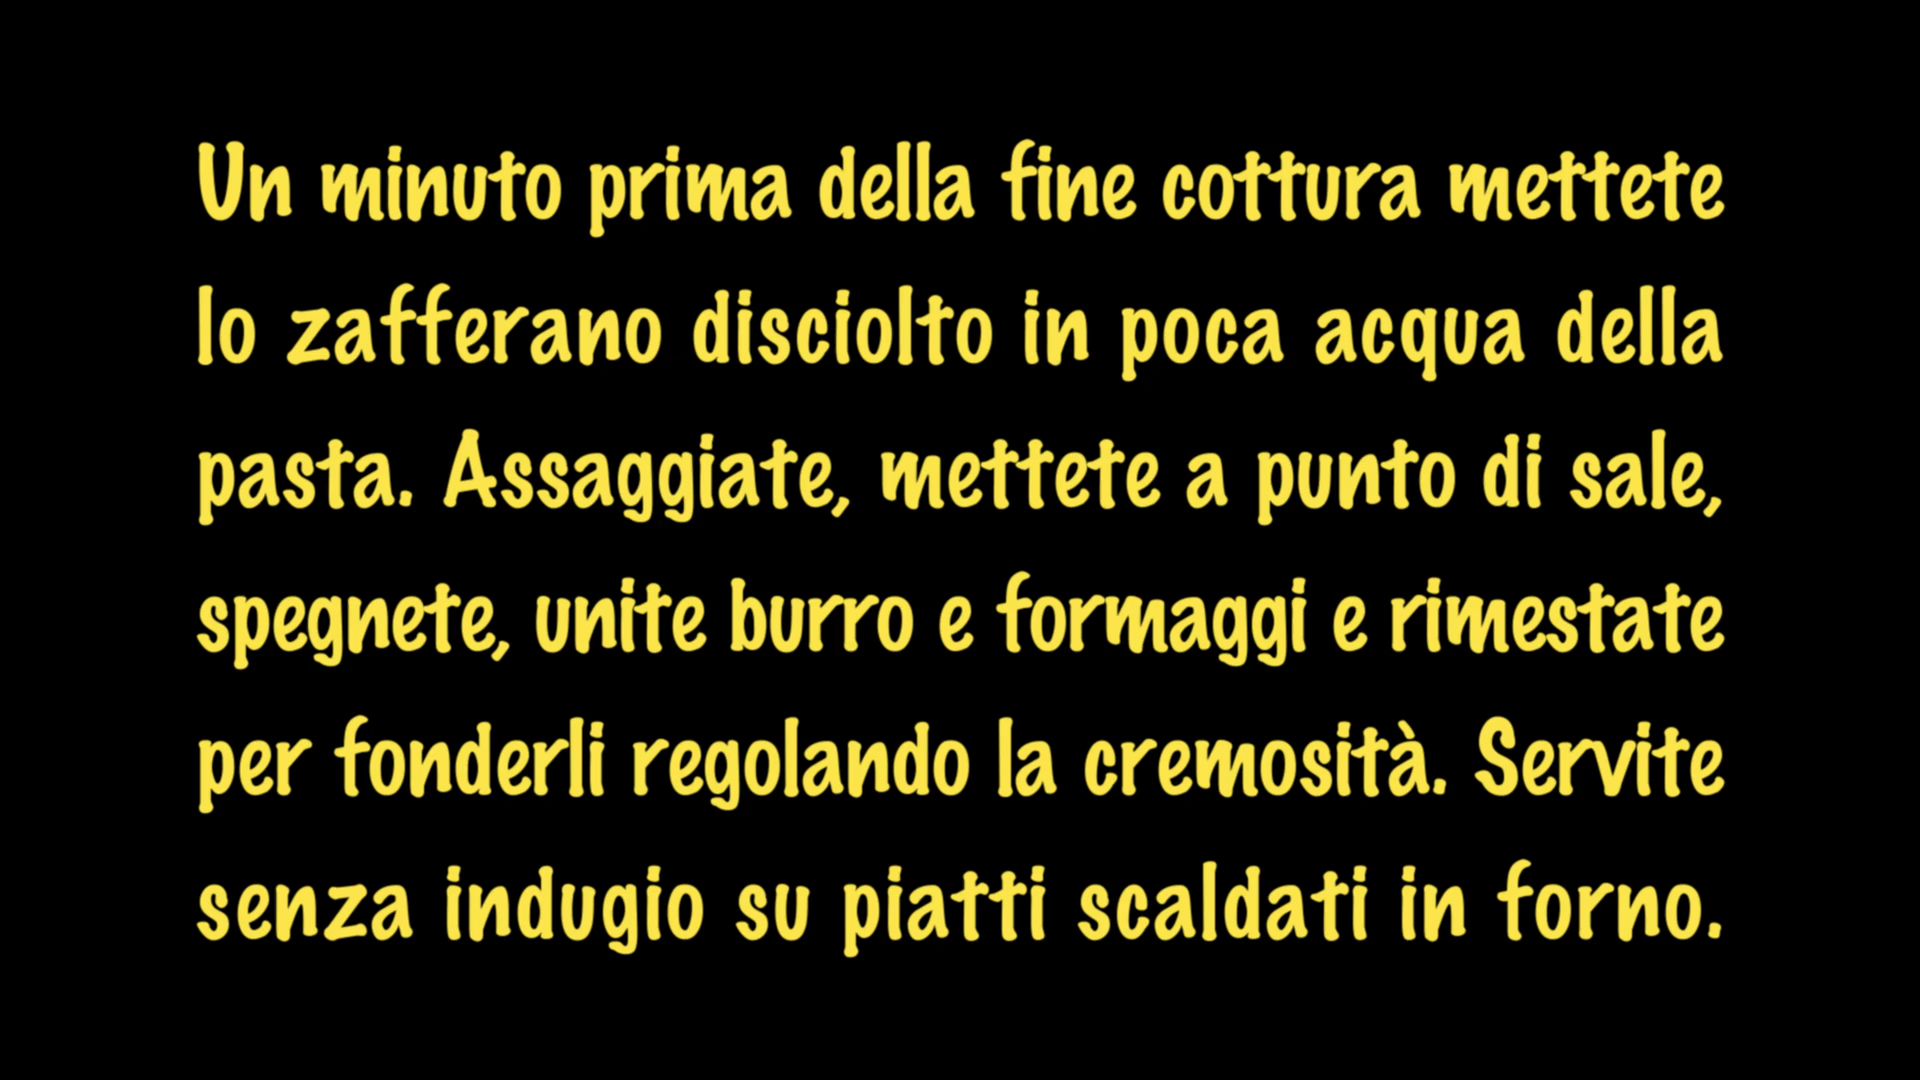 Un minuto prima della fine cottura mettete
lo zafferano disciolto in poca acqua della
pasta. Assaggiate, mettete a punto di sale,
spegnete, unite burro e formaggi e rimestate
per fonderli regolando la cremosità. Servite
senza indugio su piatti scaldati in forno.